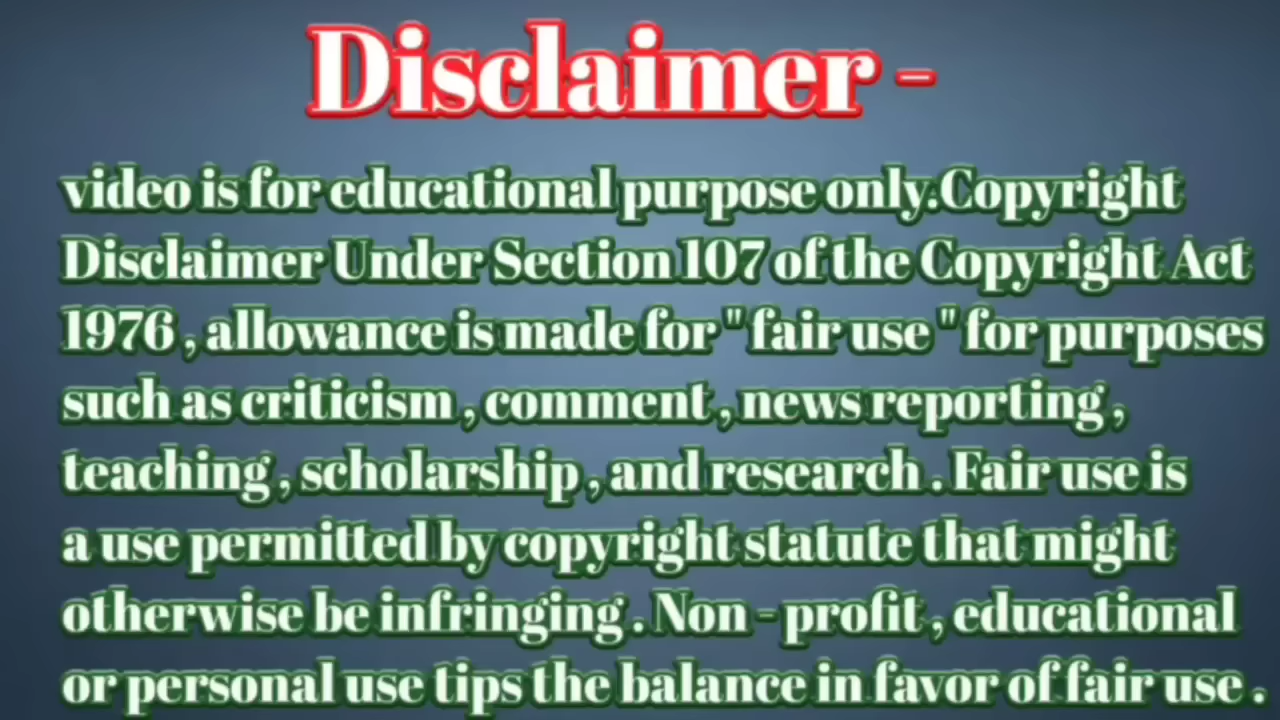 Disclaimer -
video is for educational purpose only.Copyright
Disclaimer Under Section 107 of the Copyright Act
1976 , allowance is made for " fair use " for purposes
such as criticism , comment , news reporting ,
teaching , scholarship , and research . Fair use is
a use permitted by copyright statute that might
otherwise be infringing . Non - profit , educational
or personal use tips the balance in favor of fair use .